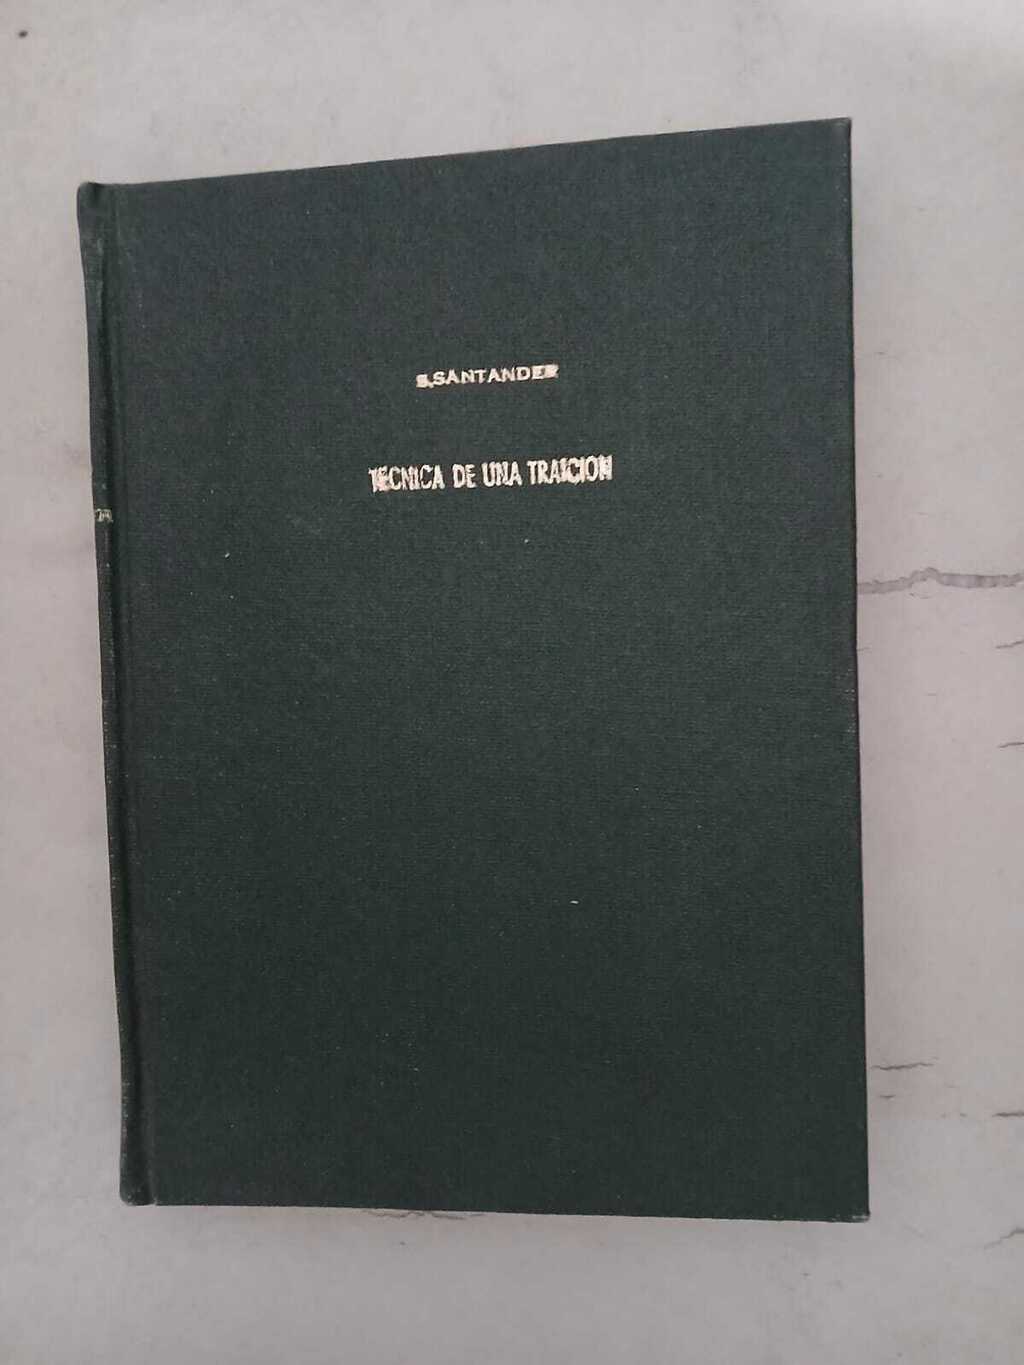 S.SANTANDER
TECNICA DE UNA TRAICION